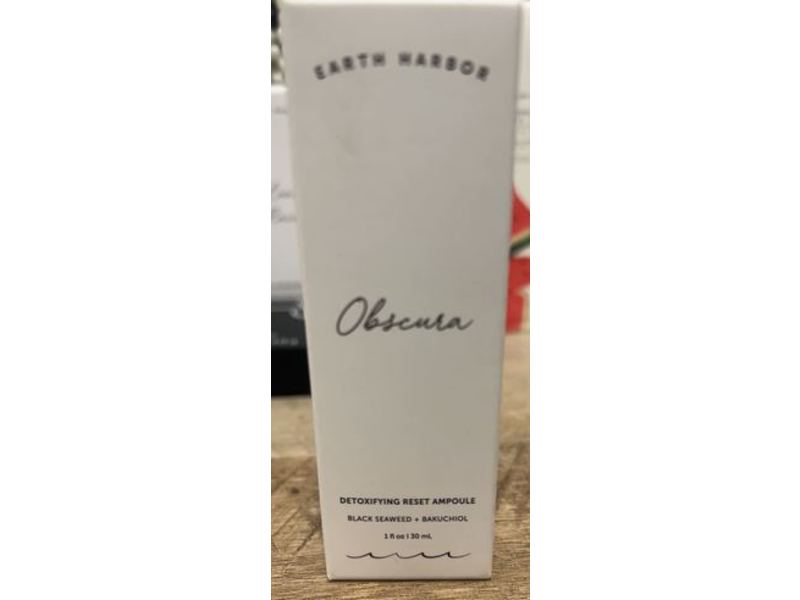 EARTH HARBOR
Obscura
DETOXIFYING RESET AMPOULE
BLACK SEAWEED + BAKUCHIOL
1 fl oz | 30 mL